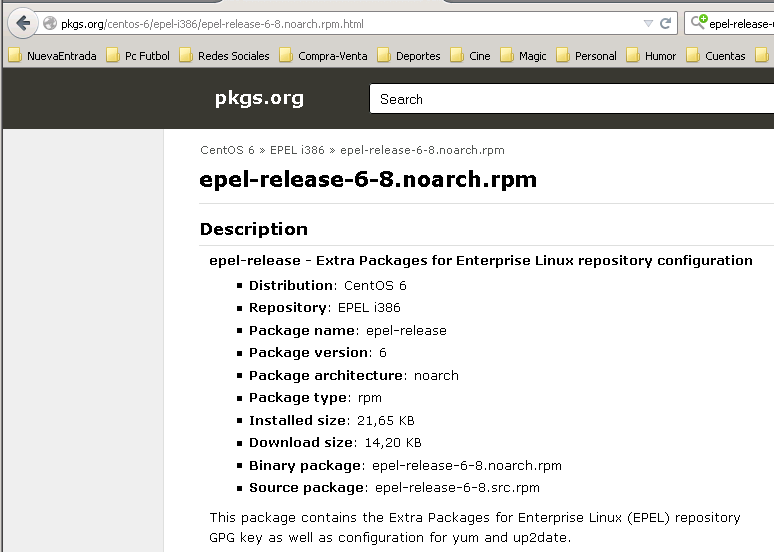 pkgs.org/centos-6/epel-i386/epel-release-6-8.noarch.rpm.html
epel-release-
NuevaEntrada Pc Futbol Redes Sociales Compra-Venta Deportes Cine Magic Personal Humor Cuentas
pkgs.org
Search
CentOS 6 » EPEL i386 » epel-release-6-8.noarch.rpm
epel-release-6-8.noarch.rpm
Description
epel-release - Extra Packages for Enterprise Linux repository configuration
Distribution: CentOS 6
Repository: EPEL i386
Package name: epel-release
Package version: 6
Package architecture: noarch
Package type: rpm
Installed size: 21,65 KB
Download size: 14,20 KB
Binary package: epel-release-6-8.noarch.rpm
Source package: epel-release-6-8.src.rpm
This package contains the Extra Packages for Enterprise Linux (EPEL) repository
GPG key as well as configuration for yum and up2date.